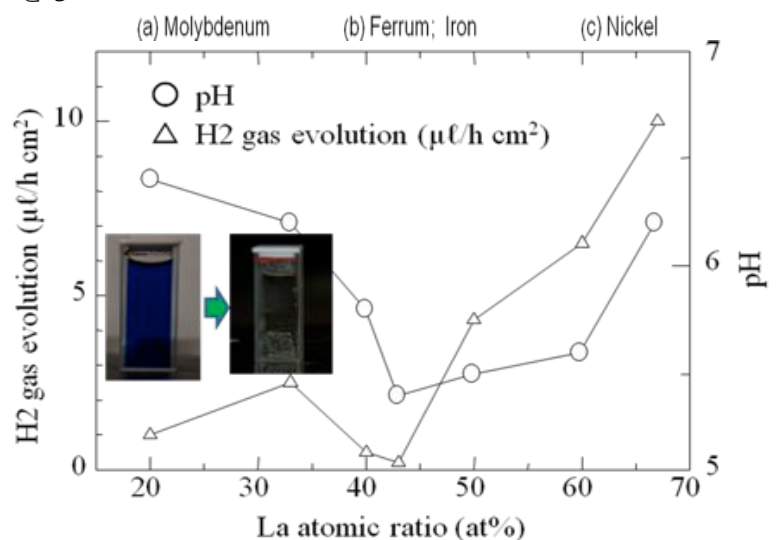 (a) Molybdenum (b) Ferrum; Iron (c) Nickel
○ pH
△ H2 gas evolution (μℓ/h cm²)
H2 gas evolution (μℓ/h cm²)
10
5
0
7
6
5
pH
20 30 40 50 60 70
La atomic ratio (at%)